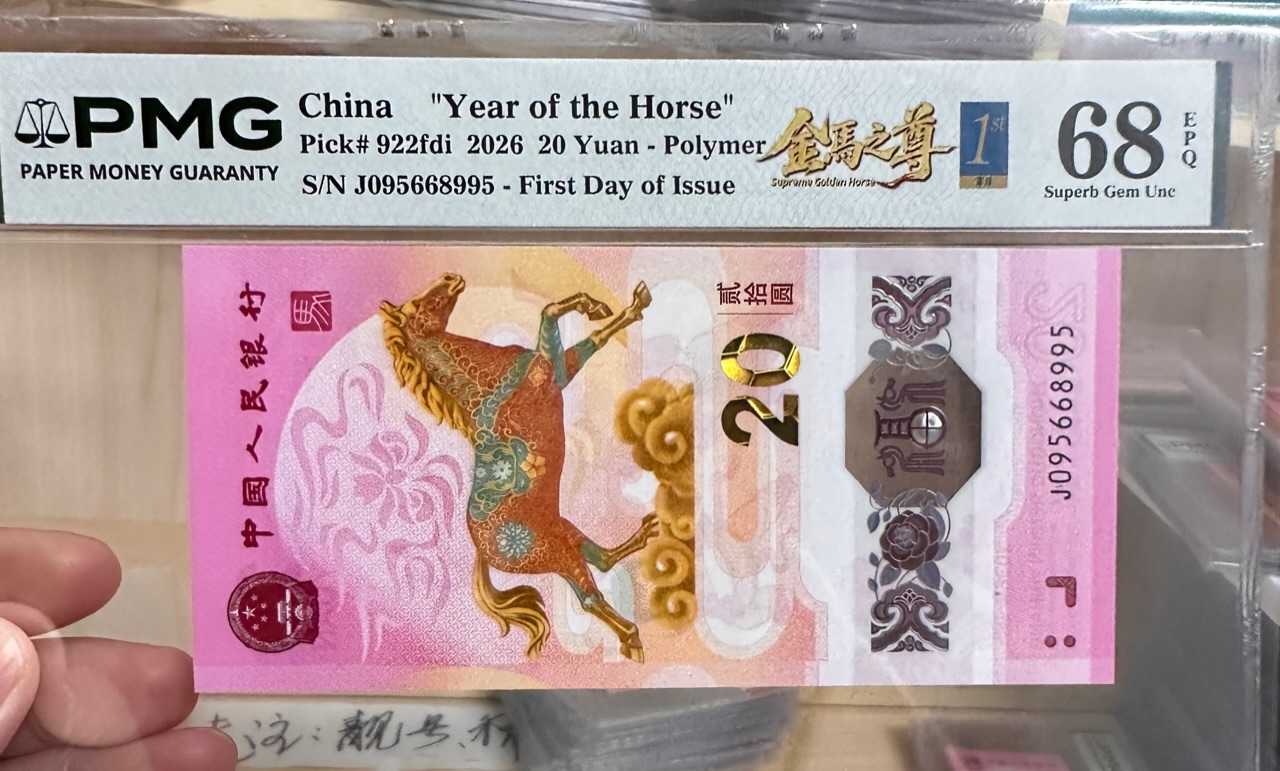 PMG
PAPER MONEY GUARANTY
China "Year of the Horse"
Pick# 922fdi 2026 20 Yuan - Polymer
S/N J095668995 - First Day of Issue
金馬之尊
Supreme Golden Horse
1st
首日
68
EPQ
Superb Gem Unc
中国人民银行
贰拾圆
20
J095668995
20